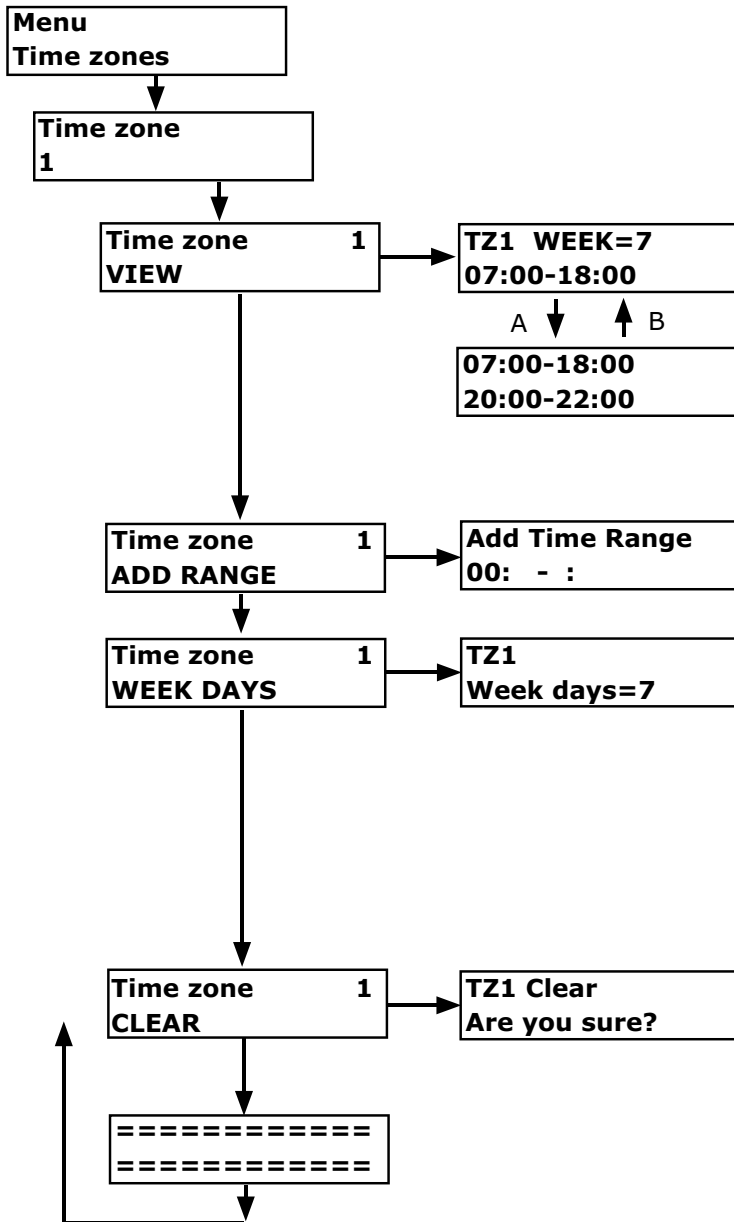 Menu
Time zones
Time zone
1
Time zone 1
VIEW
TZ1 WEEK=7
07:00-18:00
A B
07:00-18:00
20:00-22:00
Time zone 1
ADD RANGE
Add Time Range
00: - :
Time zone 1
WEEK DAYS
TZ1
Week days=7
Time zone 1
CLEAR
TZ1 Clear
Are you sure?
============
============